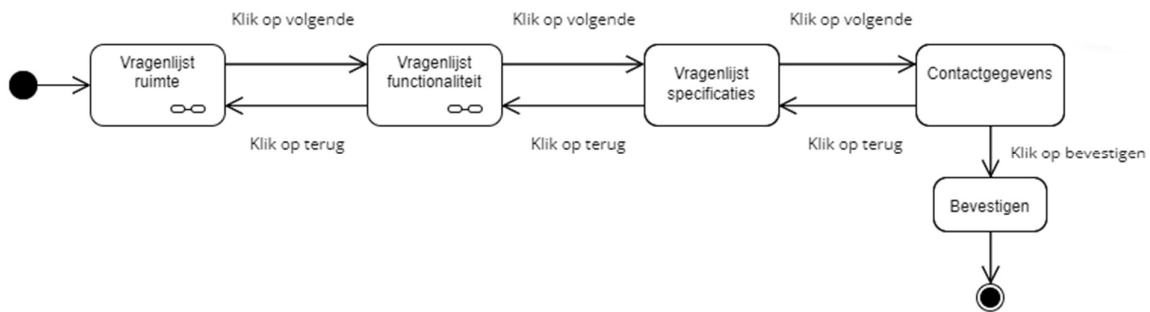 Klik op volgende
Klik op volgende
Klik op volgende
Vragenlijst
ruimte
Vragenlijst
functionaliteit
Vragenlijst
specificaties
Contactgegevens
Klik op terug
Klik op terug
Klik op terug
Klik op bevestigen
Bevestigen